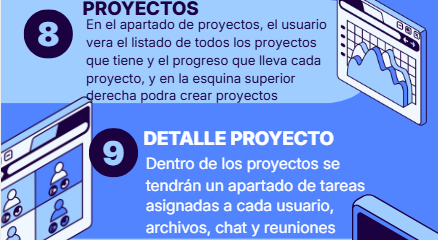 PROYECTOS
8
En el apartado de proyectos, el usuario
vera el listado de todos los proyectos
que tiene y el progreso que lleva cada
proyecto, y en la esquina superior
derecha podra crear proyectos
9
DETALLE PROYECTO
Dentro de los proyectos se
tendrán un apartado de tareas
asignadas a cada usuario,
archivos, chat y reuniones